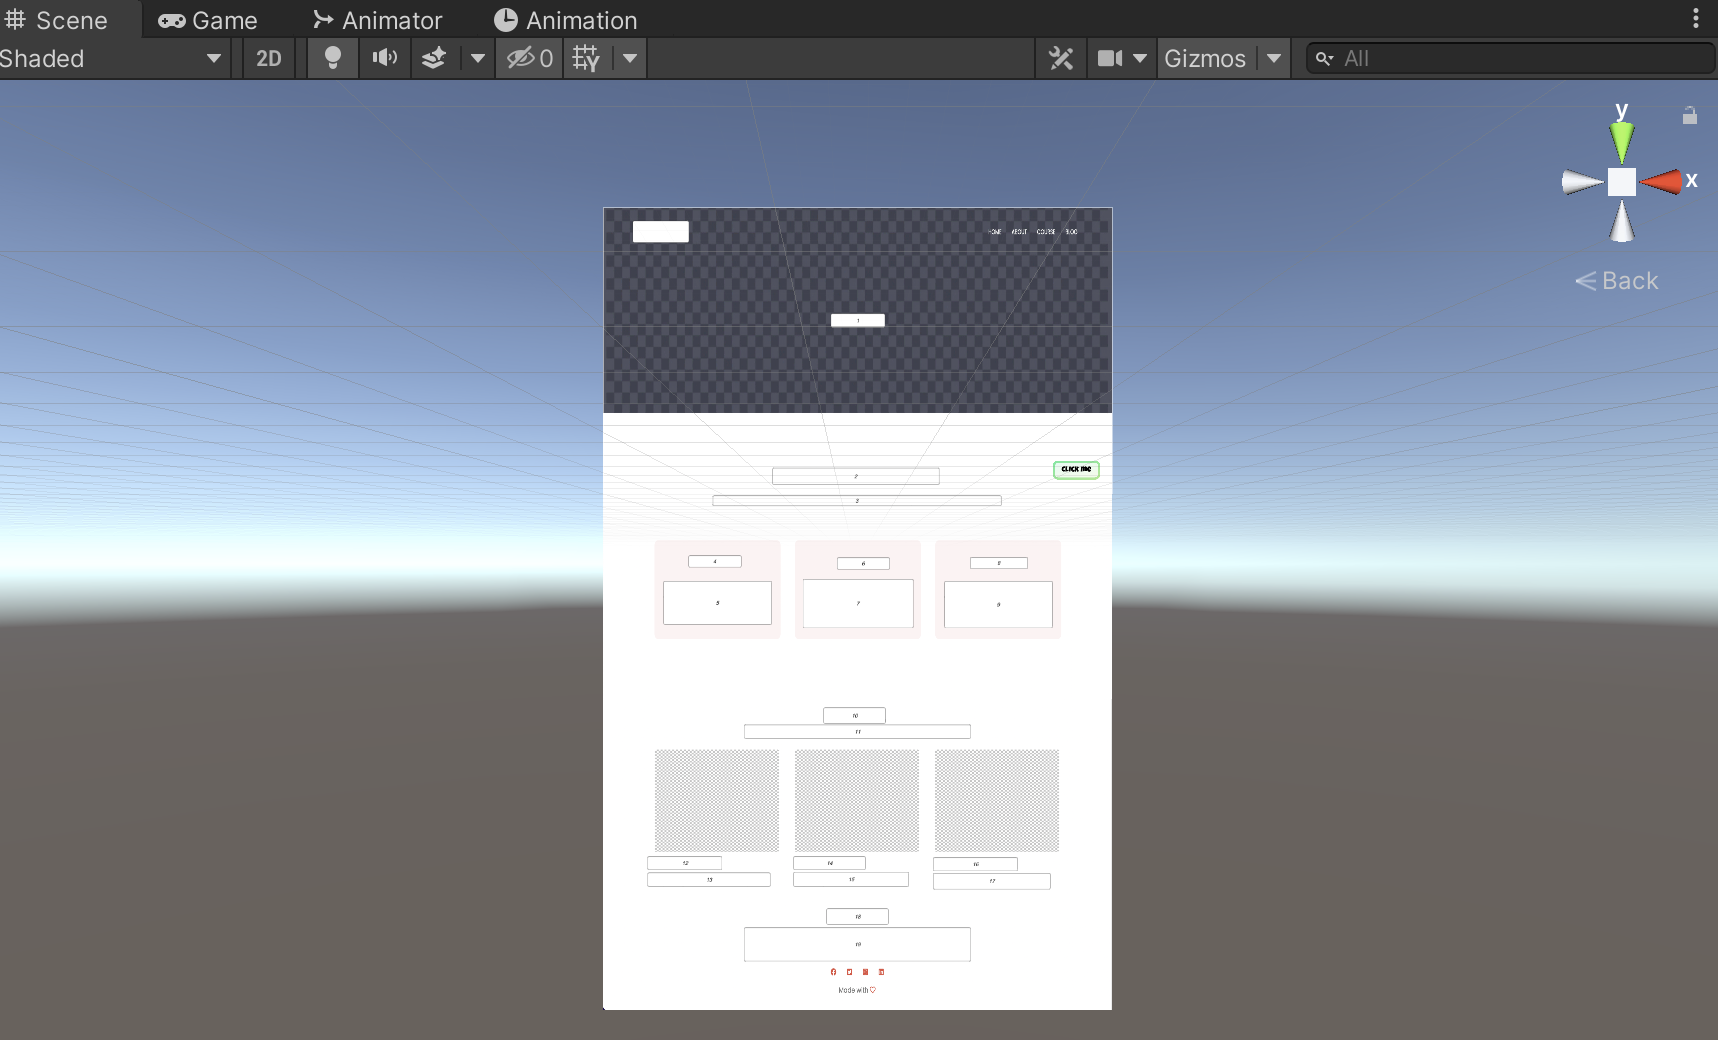 Scene Game Animator Animation
Shaded 2D 0 Gizmos All
y
x
Back
HOME ABOUT COURSE BLOG
1
CLICK ME
2
3
4 6 8
5 7 9
10
11
12 14 16
13 15 17
18
19
Made with